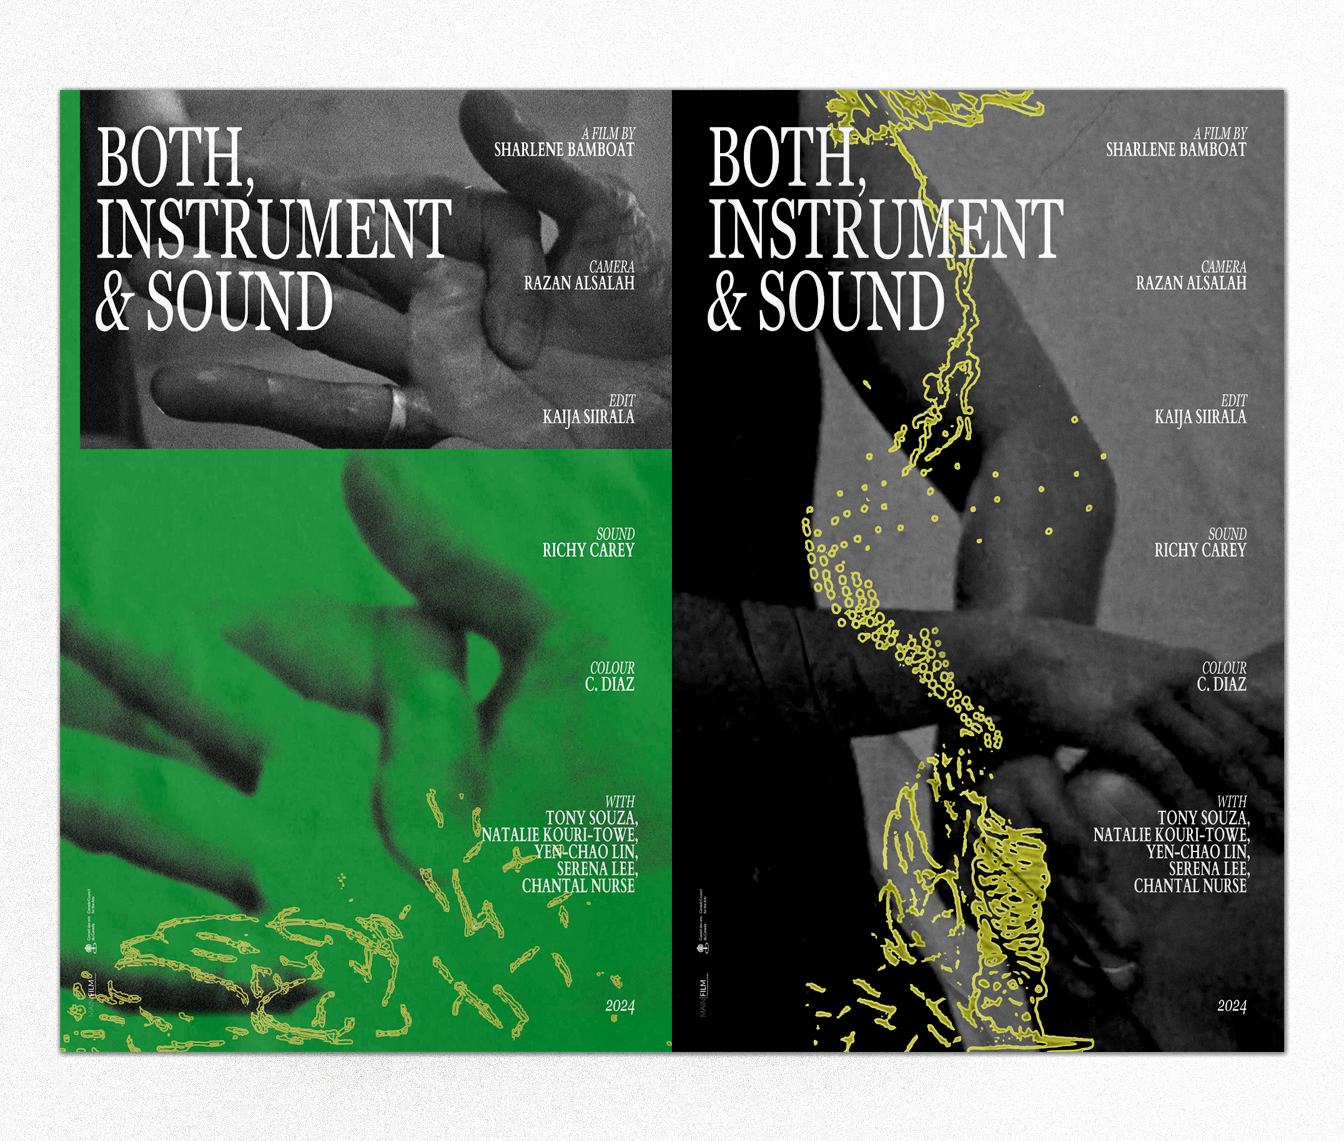 BOTH,
INSTRUMENT
& SOUND
A FILM BY
SHARLENE BAMBOAT
CAMERA
RAZAN ALSALAH
EDIT
KAIJA SIIRALA
SOUND
RICHY CAREY
COLOUR
C. DIAZ
WITH
TONY SOUZA,
NATALIE KOURI-TOWE,
YEN-CHAO LIN,
SERENA LEE,
CHANTAL NURSE
2024
MAINFILM
BOTH,
INSTRUMENT
& SOUND
A FILM BY
SHARLENE BAMBOAT
CAMERA
RAZAN ALSALAH
EDIT
KAIJA SIIRALA
SOUND
RICHY CAREY
COLOUR
C. DIAZ
WITH
TONY SOUZA,
NATALIE KOURI-TOWE,
YEN-CHAO LIN,
SERENA LEE,
CHANTAL NURSE
2024
MAINFILM